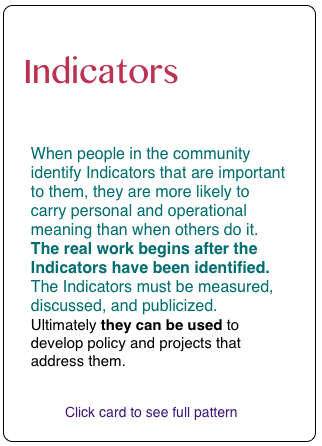 Indicators
When people in the community
identify Indicators that are important
to them, they are more likely to
carry personal and operational
meaning than when others do it.
The real work begins after the
Indicators have been identified.
The Indicators must be measured,
discussed, and publicized.
Ultimately they can be used to
develop policy and projects that
address them.
Click card to see full pattern